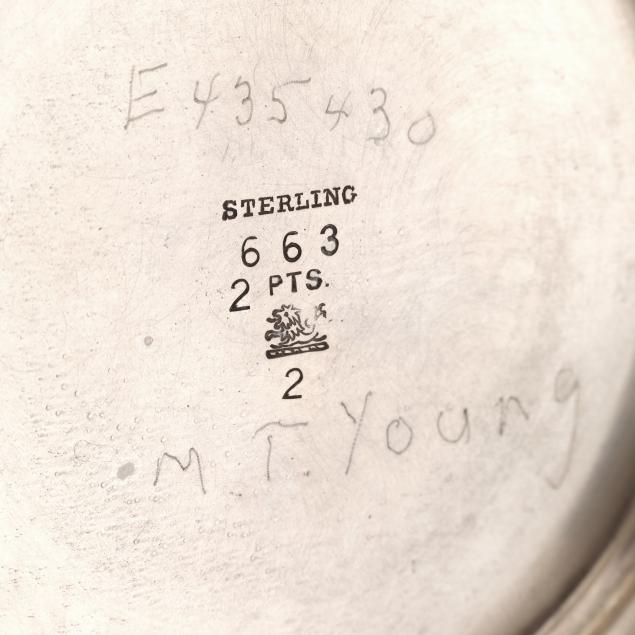 E435430
STERLING
663
2 PTS.
2
M T. Young